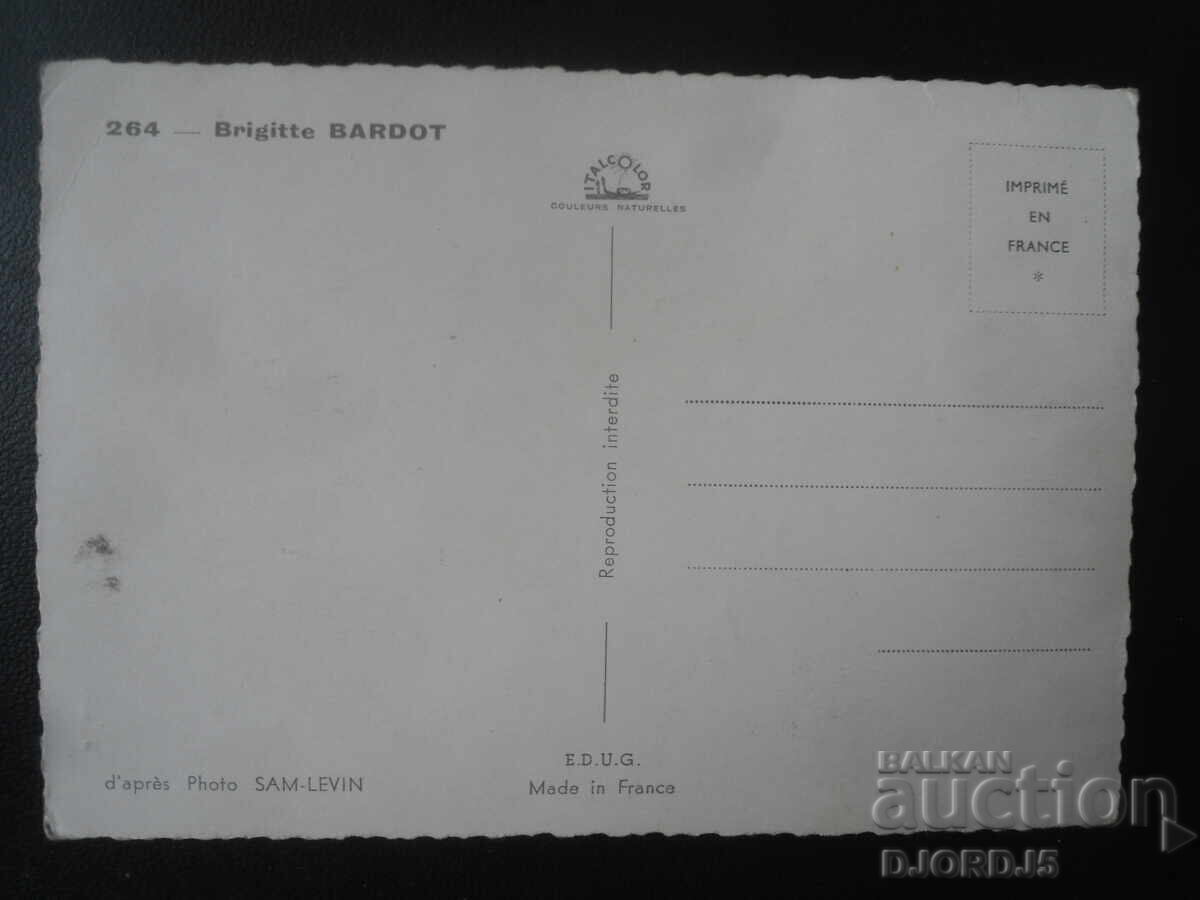 264 — Brigitte BARDOT
ITALCOLOR
COULEURS NATURELLES
IMPRIMÉ
EN
FRANCE
*
Reproduction interdite
d'après Photo SAM-LEVIN
E.D.U.G.
Made in France
BALKAN
auction
DJORDJ5